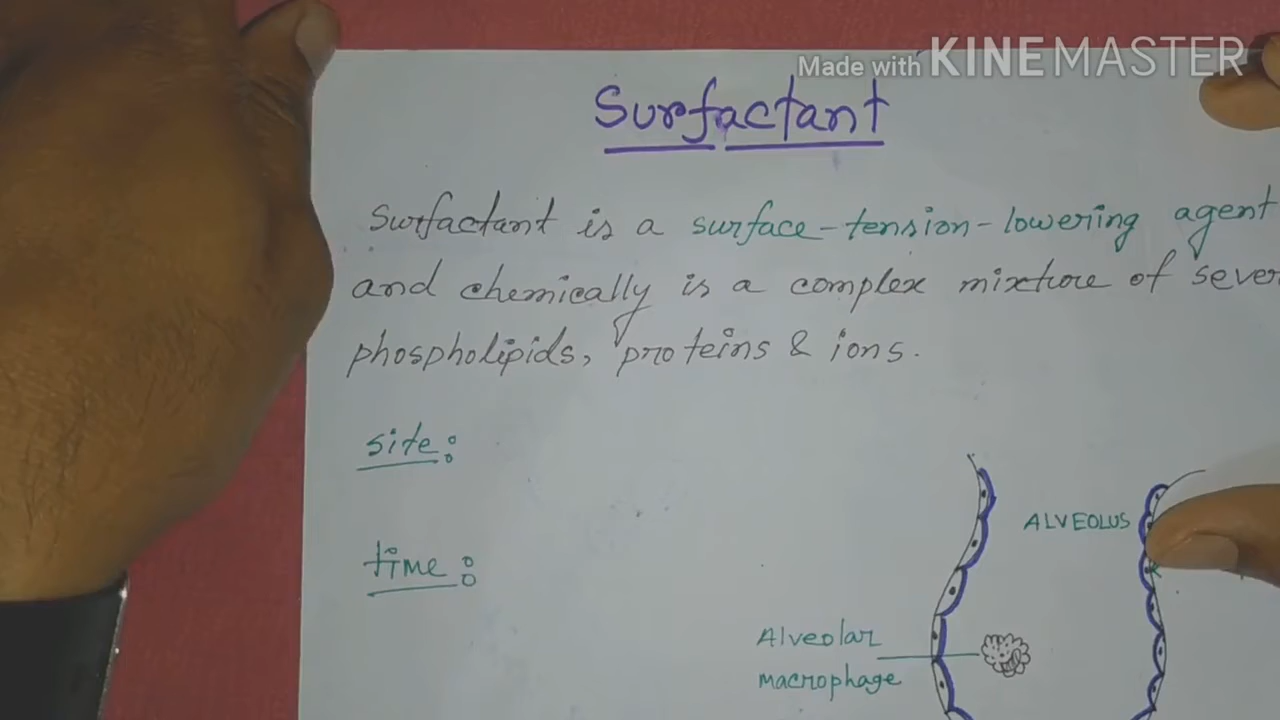 Made with KINEMASTER
Surfactant
Surfactant is a surface-tension-lowering agent
and chemically is a complex mixture of
phospholipids, proteins & ions.
site:
ALVEOLUS
time:
Alveolar
macrophage